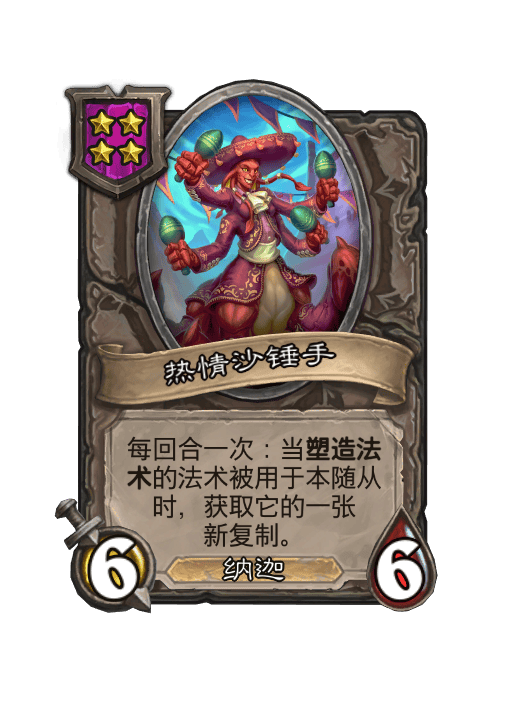 热情沙锤手
每回合一次：当塑造法
术的法术被用于本随从
时，获取它的一张
新复制。
6
纳迦
6